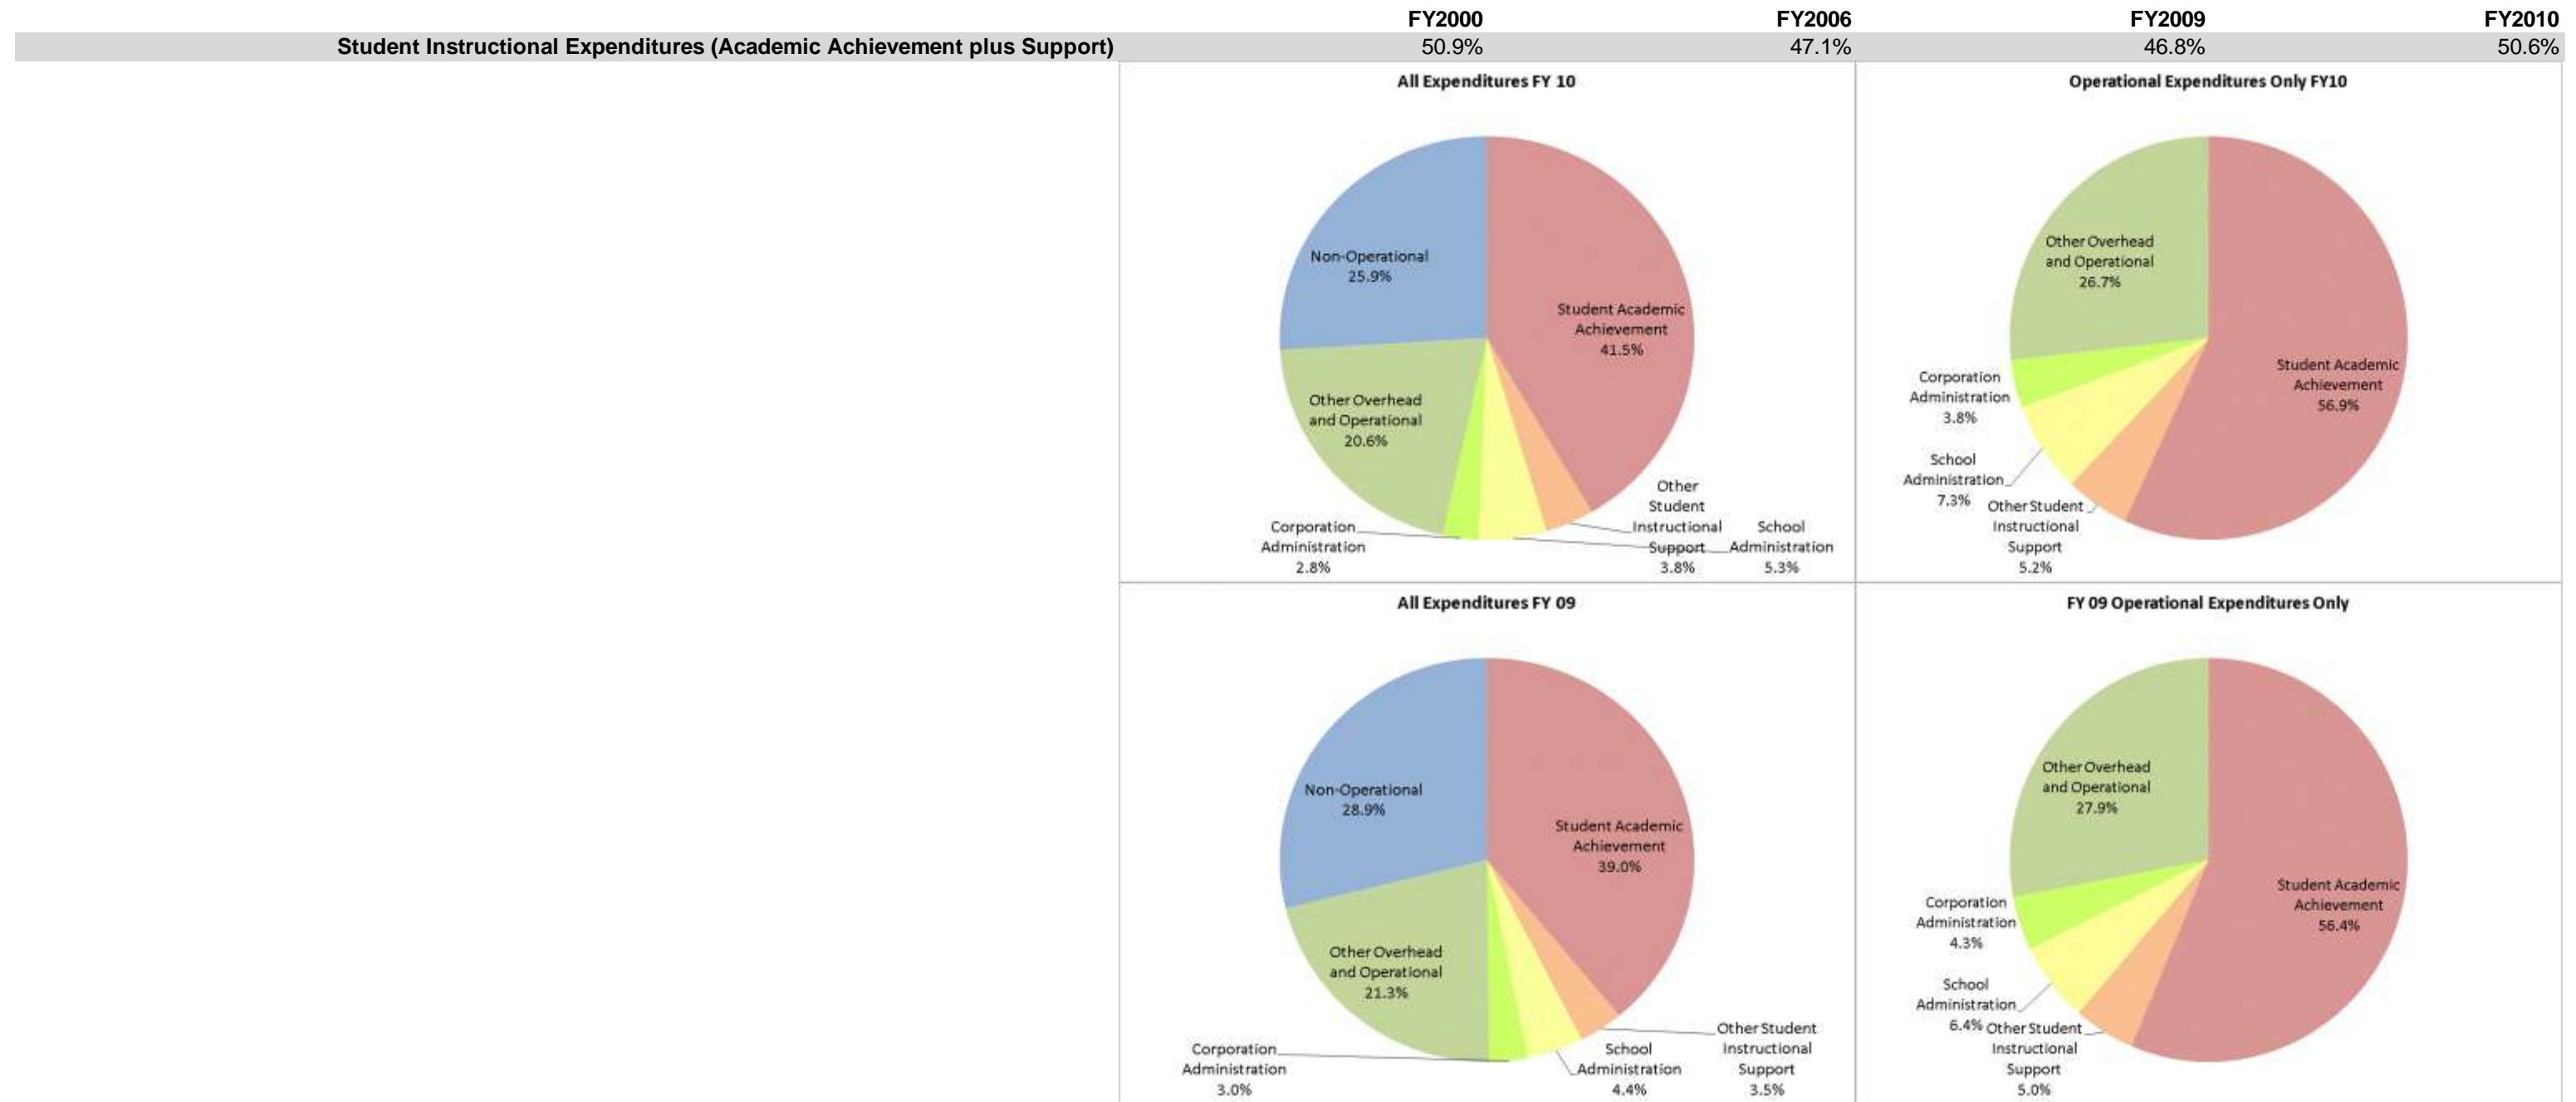 FY2000 FY2006 FY2009 FY2010
Student Instructional Expenditures (Academic Achievement plus Support) 50.9% 47.1% 46.8% 50.6%
All Expenditures FY 10
Non-Operational
25.9%
Student Academic
Achievement
41.5%
Other Overhead
and Operational
20.6%
Corporation
Administration
2.8%
Other
Student
Instructional
Support
3.8%
School
Administration
5.3%
Operational Expenditures Only FY10
Other Overhead
and Operational
26.7%
Student Academic
Achievement
56.9%
Corporation
Administration
3.8%
School
Administration
7.3%
Other Student
Instructional
Support
5.2%
All Expenditures FY 09
Non-Operational
28.9%
Student Academic
Achievement
39.0%
Other Overhead
and Operational
21.3%
Corporation
Administration
3.0%
School
Administration
4.4%
Other Student
Instructional
Support
3.5%
FY 09 Operational Expenditures Only
Other Overhead
and Operational
27.9%
Student Academic
Achievement
56.4%
Corporation
Administration
4.3%
School
Administration
6.4%
Other Student
Instructional
Support
5.0%